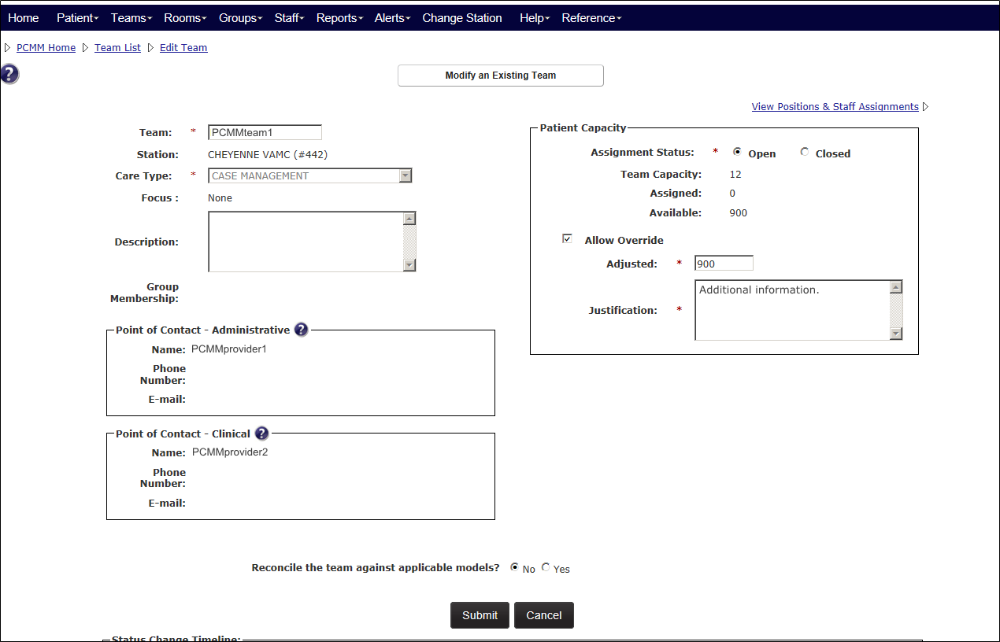 Home Patient Teams Rooms Groups Staff Reports Alerts Change Station Help Reference
PCMM Home Team List Edit Team
?
Modify an Existing Team
View Positions & Staff Assignments
Team: * PCMMteam1
Station: CHEYENNE VAMC (#442)
Care Type: * CASE MANAGEMENT
Focus : None
Description:
Group
Membership:
Patient Capacity
Assignment Status: * Open Closed
Team Capacity: 12
Assigned: 0
Available: 900
Allow Override
Adjusted: * 900
Justification: * Additional information.
Point of Contact - Administrative ?
Name: PCMMprovider1
Phone
Number:
E-mail:
Point of Contact - Clinical ?
Name: PCMMprovider2
Phone
Number:
E-mail:
Reconcile the team against applicable models? No Yes
Submit Cancel
Status Change Timeline: